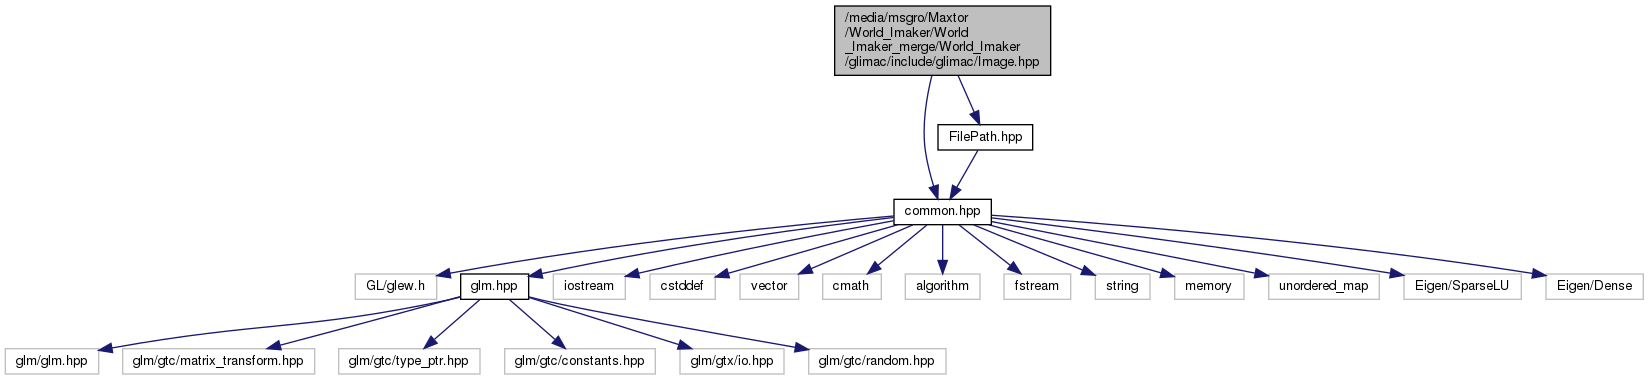 /media/msgro/Maxtor
/World_Imaker/World
_Imaker_merge/World_Imaker
/glimac/include/glimac/Image.hpp
FilePath.hpp
common.hpp
GL/glew.h
glm.hpp
iostream
cstddef
vector
cmath
algorithm
fstream
string
memory
unordered_map
Eigen/SparseLU
Eigen/Dense
glm/glm.hpp
glm/gtc/matrix_transform.hpp
glm/gtc/type_ptr.hpp
glm/gtc/constants.hpp
glm/gtx/io.hpp
glm/gtc/random.hpp